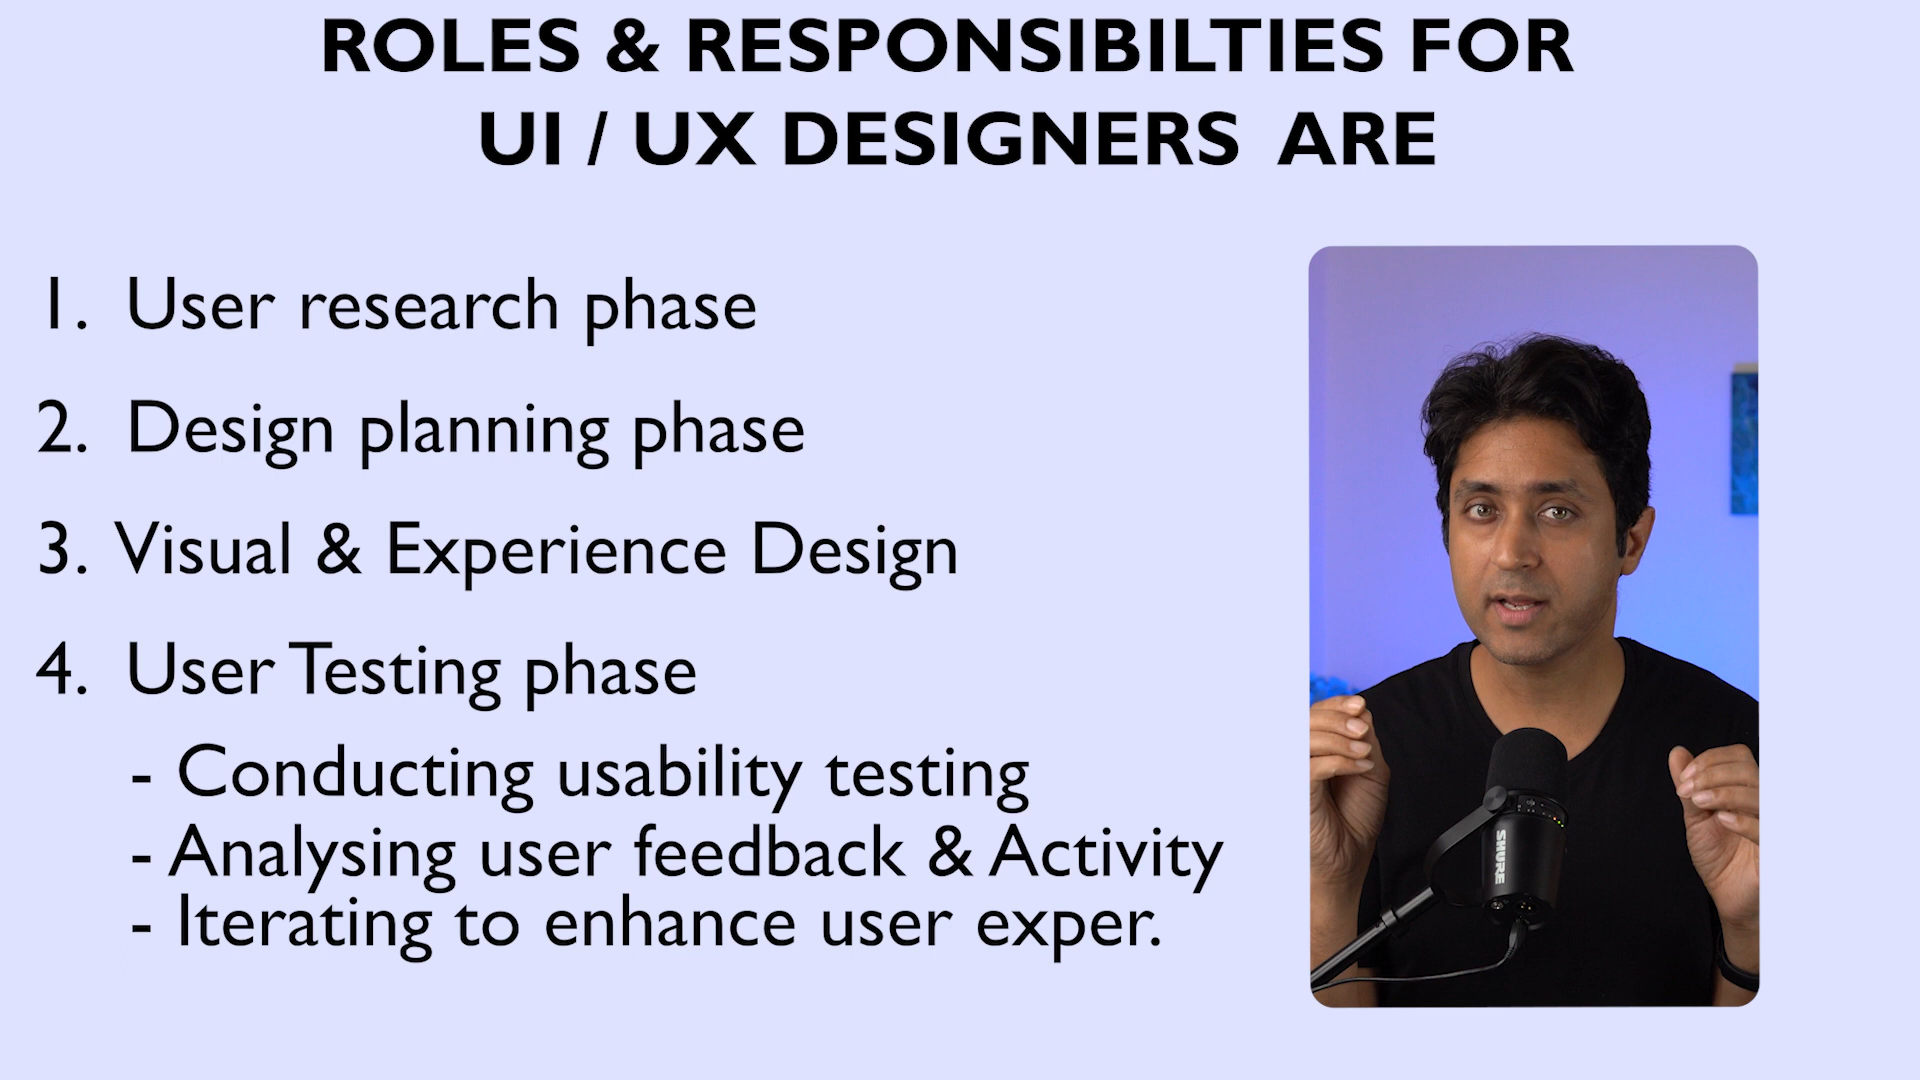 ROLES & RESPONSIBILTIES FOR
UI / UX DESIGNERS ARE
1. User research phase
2. Design planning phase
3. Visual & Experience Design
4. User Testing phase
- Conducting usability testing
- Analysing user feedback & Activity
- Iterating to enhance user exper.
SHURE